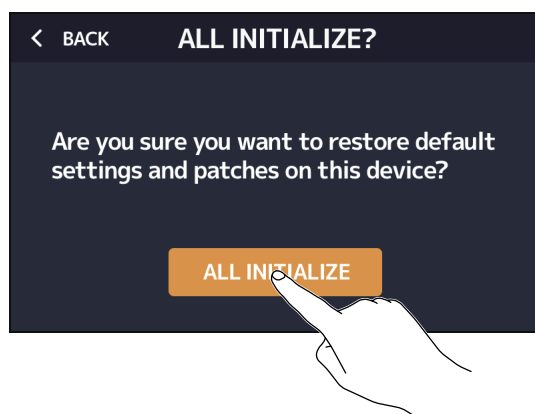 BACK
ALL INITIALIZE?
Are you sure you want to restore default
settings and patches on this device?
ALL INITIALIZE